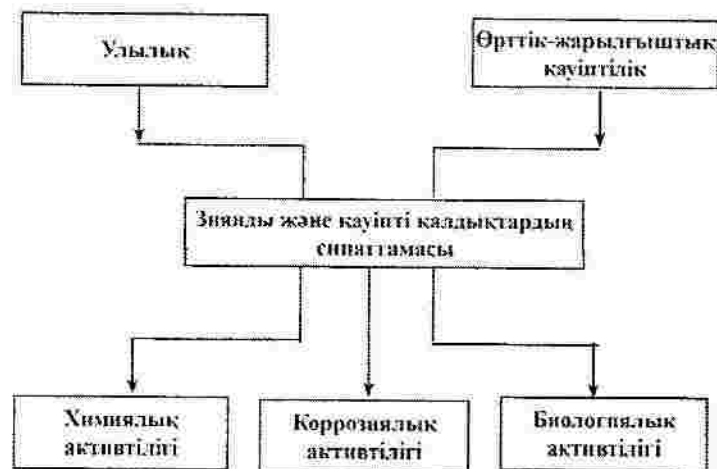 Улылық
Өрттік-жарылғыштық
қауіптілік
Зиянды және қауіпті қалдықтардың
сипаттамасы
Химиялық
активтілігі
Коррозиялық
активтілігі
Биологиялық
активтілігі